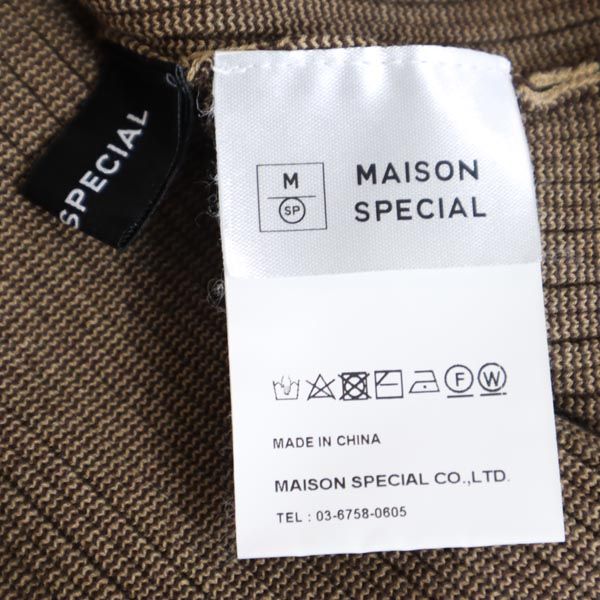 SPECIAL
M
SP
MAISON
SPECIAL
F W
MADE IN CHINA
MAISON SPECIAL CO.,LTD.
TEL : 03-6758-0605